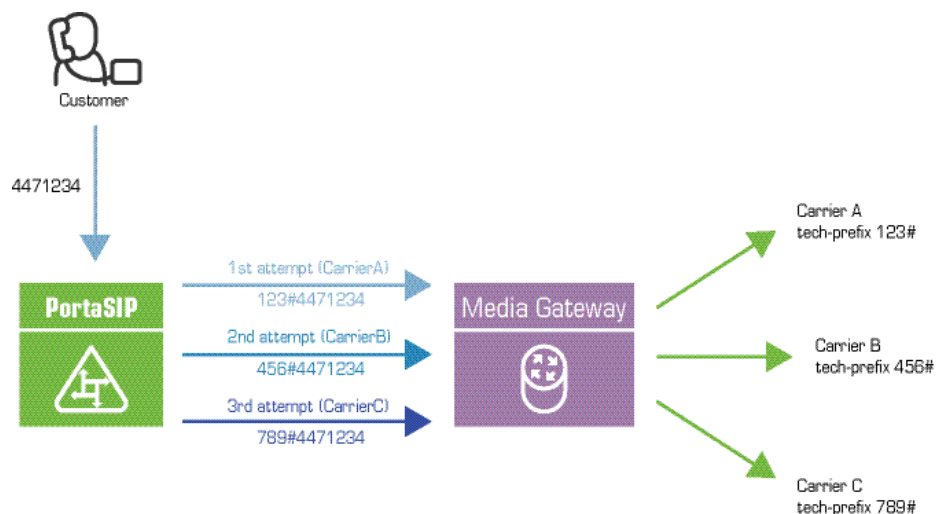 Customer
4471234
1st attempt (CarrierA)
123#4471234
2nd attempt (CarrierB)
456#4471234
3rd attempt (CarrierC)
789#4471234
PortaSIP
Media Gateway
Carrier A
tech-prefix 123#
Carrier B
tech-prefix 456#
Carrier C
tech-prefix 789#